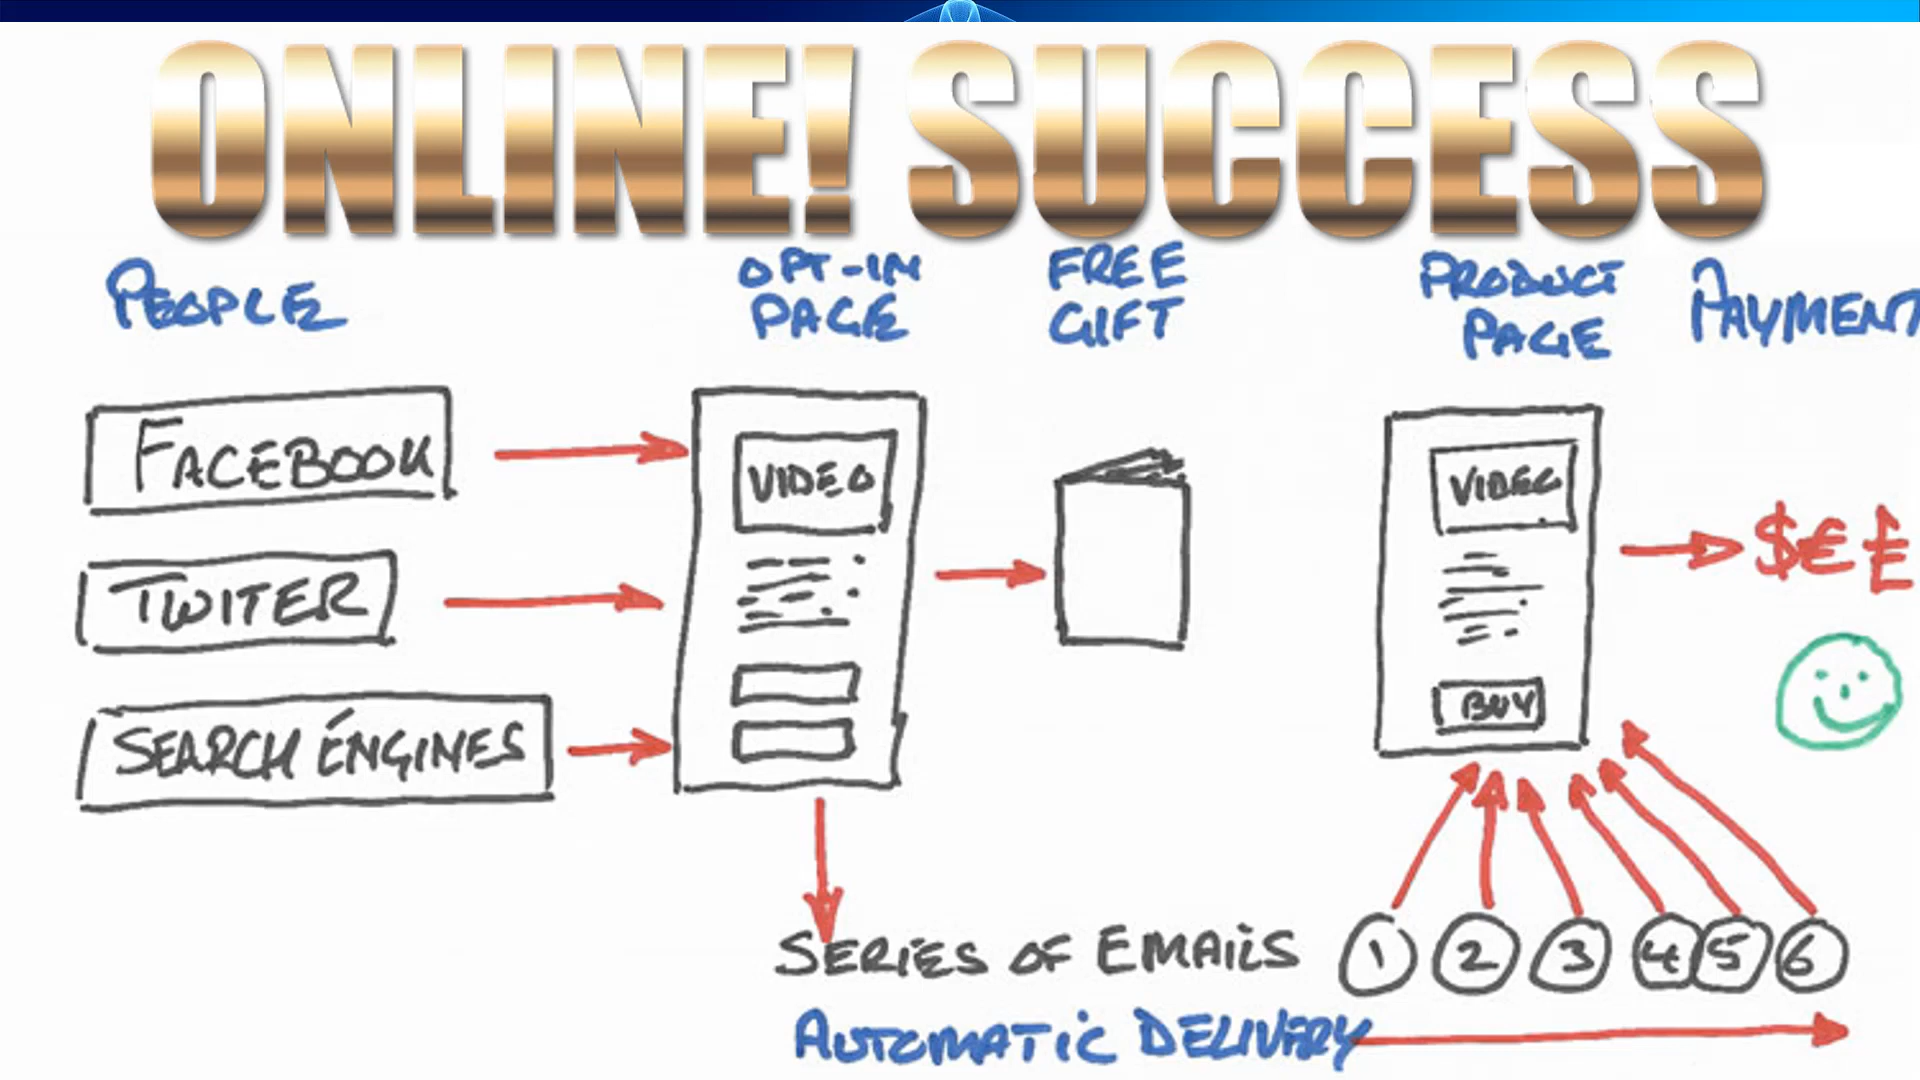 ONLINE! SUCCESS
PEOPLE
OPT-IN
PAGE
FREE
GIFT
PRODUCT
PAGE
PAYMENT
FACEBOOK
TWITER
SEARCH ENGINES
VIDEO
VIDEO
BUY
$€£
SERIES OF EMAILS 1 2 3 4 5 6
AUTOMATIC DELIVERY